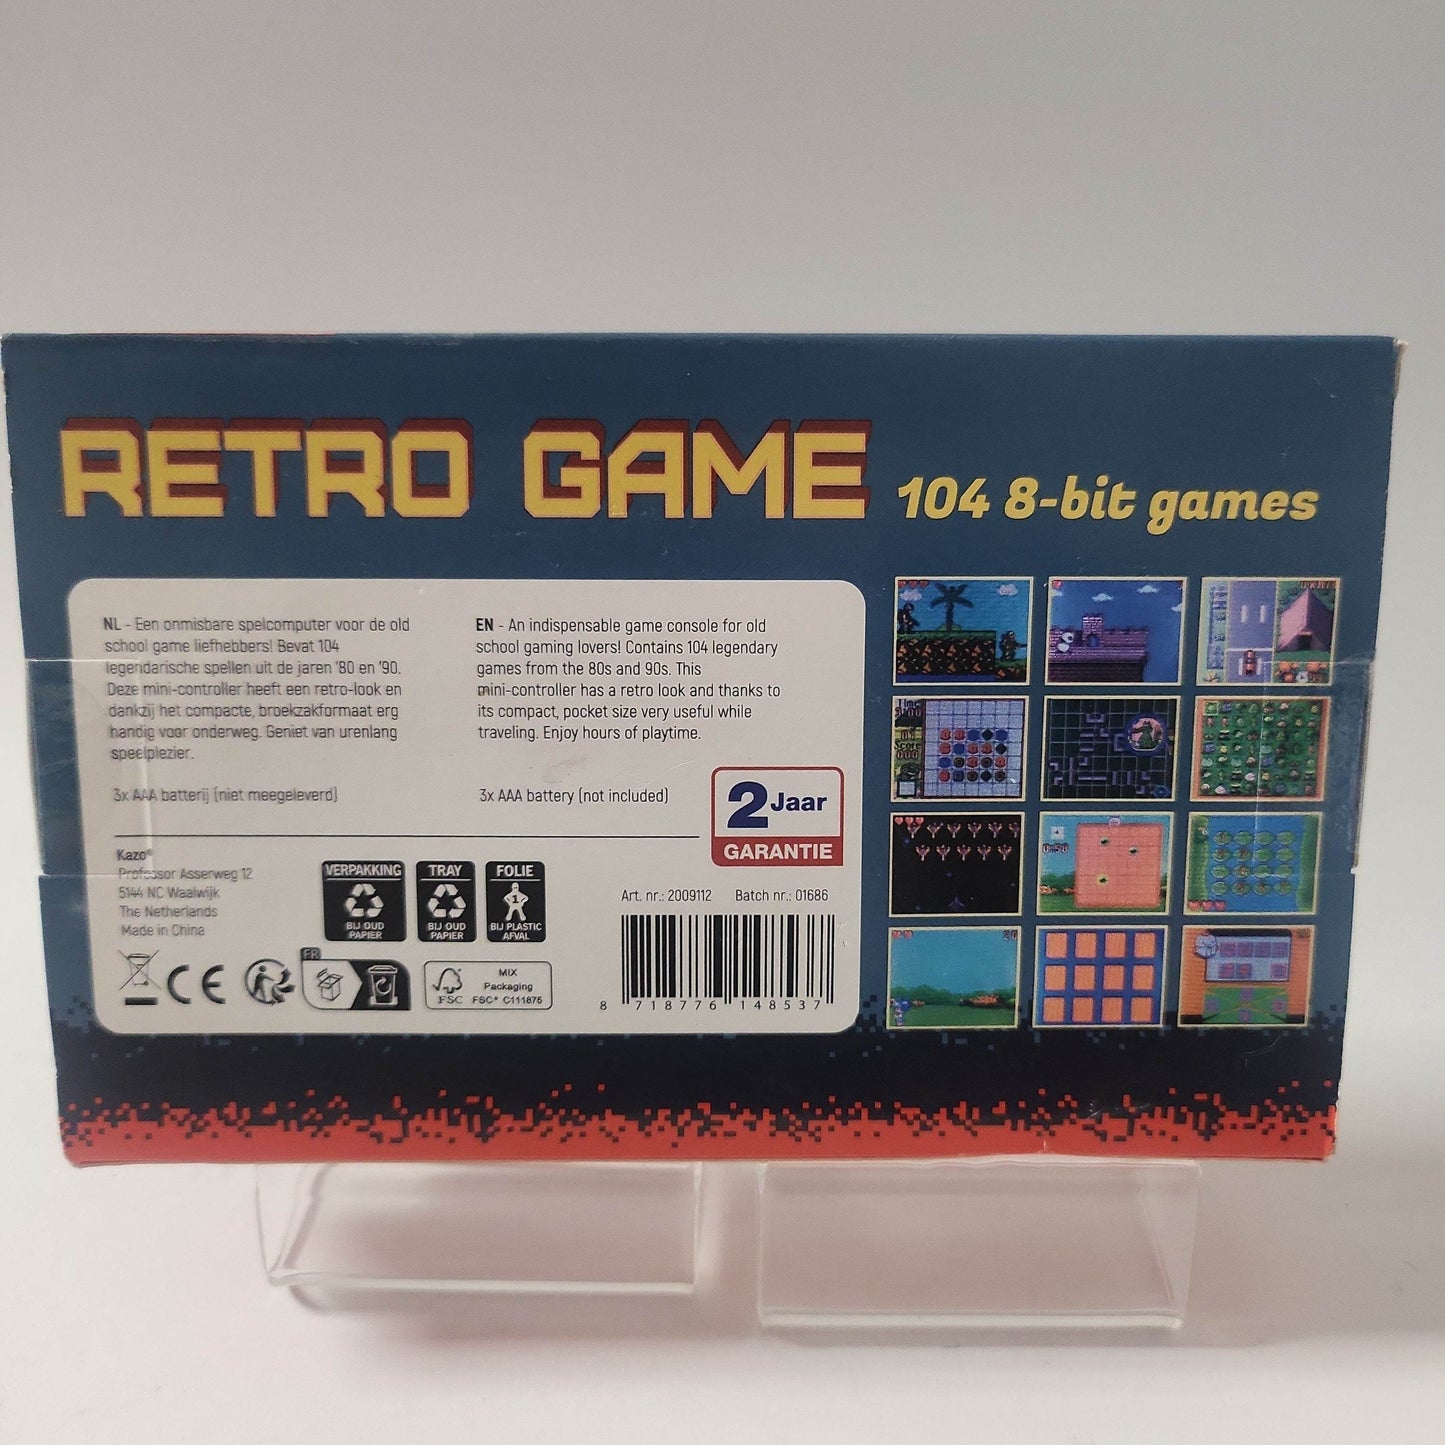 RETRO GAME
104 8-bit games
NL - Een onmisbare spelcomputer voor de old
school game liefhebbers! Bevat 104
legendarische spellen uit de jaren '80 en '90.
Deze mini-controller heeft een retro-look en
dankzij het compacte, broekzakformaat erg
handig voor onderweg. Geniet van urenlang
speelplezier.
3x AAA batterij (niet meegeleverd)
EN - An indispensable game console for old
school gaming lovers! Contains 104 legendary
games from the 80s and 90s. This
mini-controller has a retro look and thanks to
its compact, pocket size very useful while
traveling. Enjoy hours of playtime.
3x AAA battery (not included)
2 Jaar
GARANTIE
Kazo®
Professor Asserweg 12
5144 NC Waalwijk
The Netherlands
Made in China
VERPAKKING
BIJ OUD
PAPIER
TRAY
BIJ OUD
PAPIER
FOLIE
1
BIJ PLASTIC
AFVAL
CE
FR
FSC
MIX
Packaging
FSC® C111875
Art. nr.: 2009112 Batch nr.: 01686
8 718776 148537
0:50